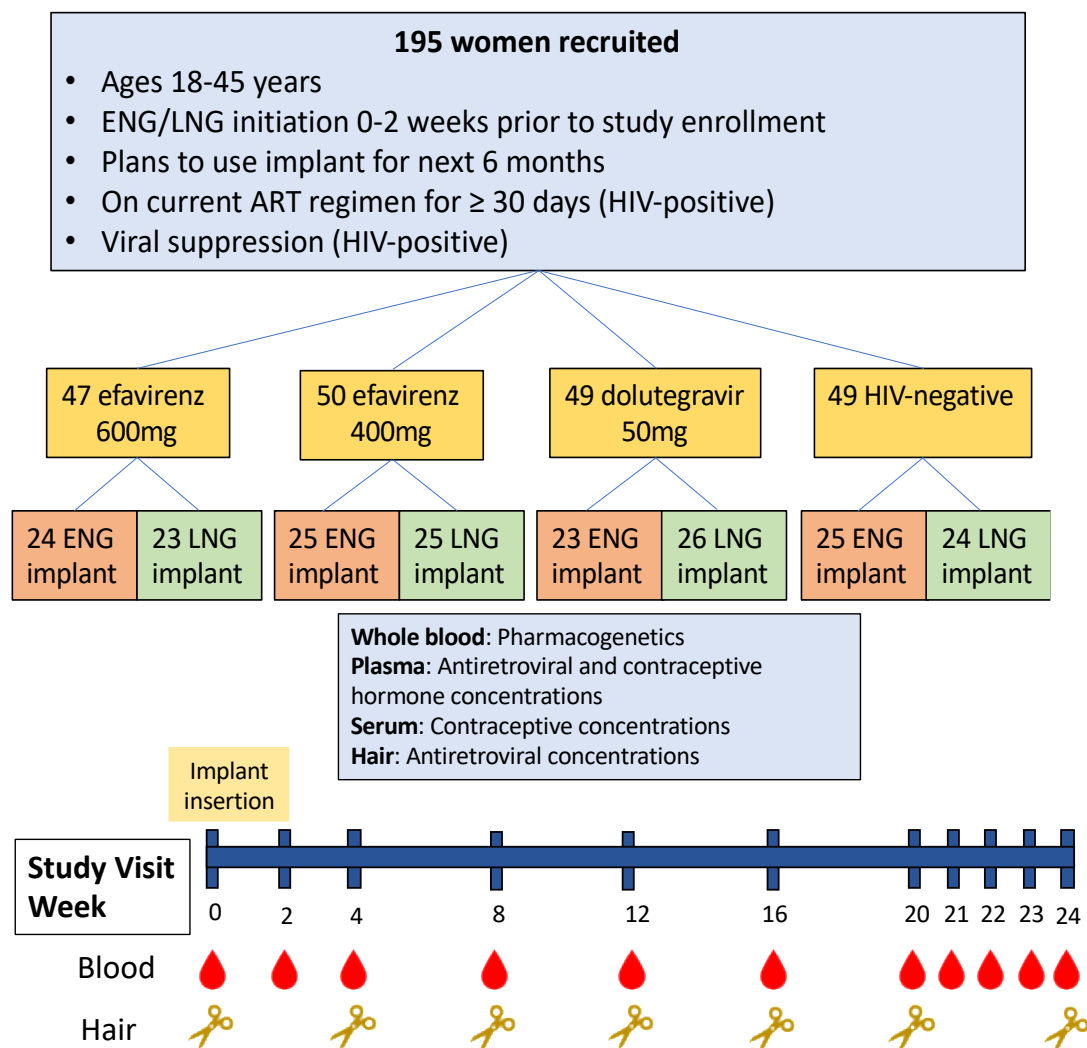 195 women recruited
• Ages 18-45 years
• ENG/LNG initiation 0-2 weeks prior to study enrollment
• Plans to use implant for next 6 months
• On current ART regimen for ≥ 30 days (HIV-positive)
• Viral suppression (HIV-positive)
47 efavirenz
600mg
50 efavirenz
400mg
49 dolutegravir
50mg
49 HIV-negative
24 ENG
implant
23 LNG
implant
25 ENG
implant
25 LNG
implant
23 ENG
implant
26 LNG
implant
25 ENG
implant
24 LNG
implant
Whole blood: Pharmacogenetics
Plasma: Antiretroviral and contraceptive
hormone concentrations
Serum: Contraceptive concentrations
Hair: Antiretroviral concentrations
Implant
insertion
Study Visit
Week
0 2 4 8 12 16 20 21 22 23 24
Blood
Hair